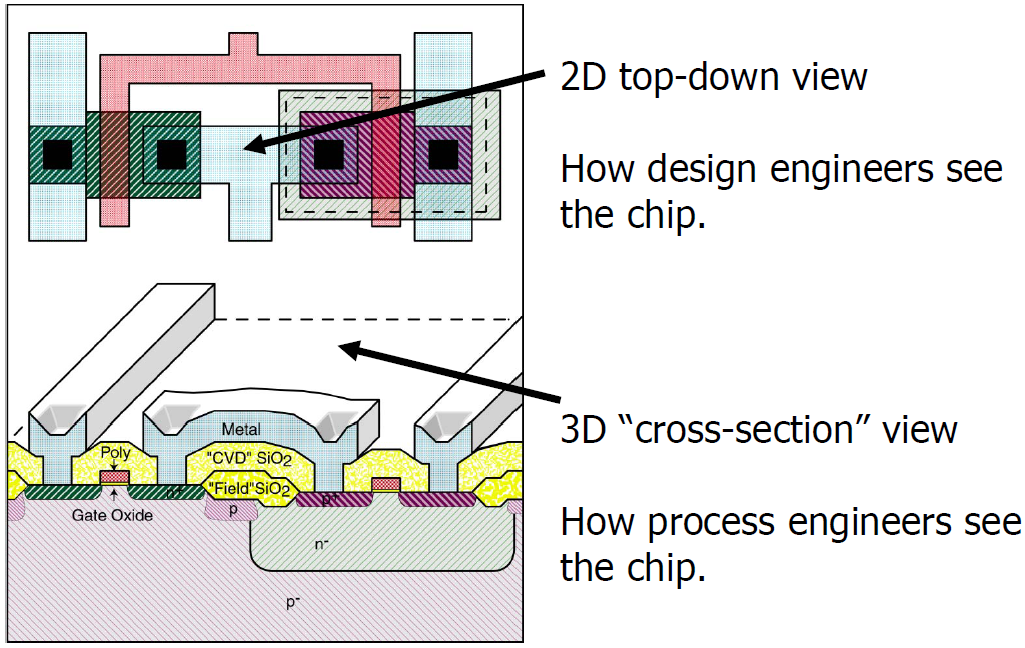 2D top-down view
How design engineers see
the chip.
3D “cross-section” view
How process engineers see
the chip.
Metal
Poly
"CVD" SiO2
"Field"SiO2
n+
p+
Gate Oxide
p
n-
p-